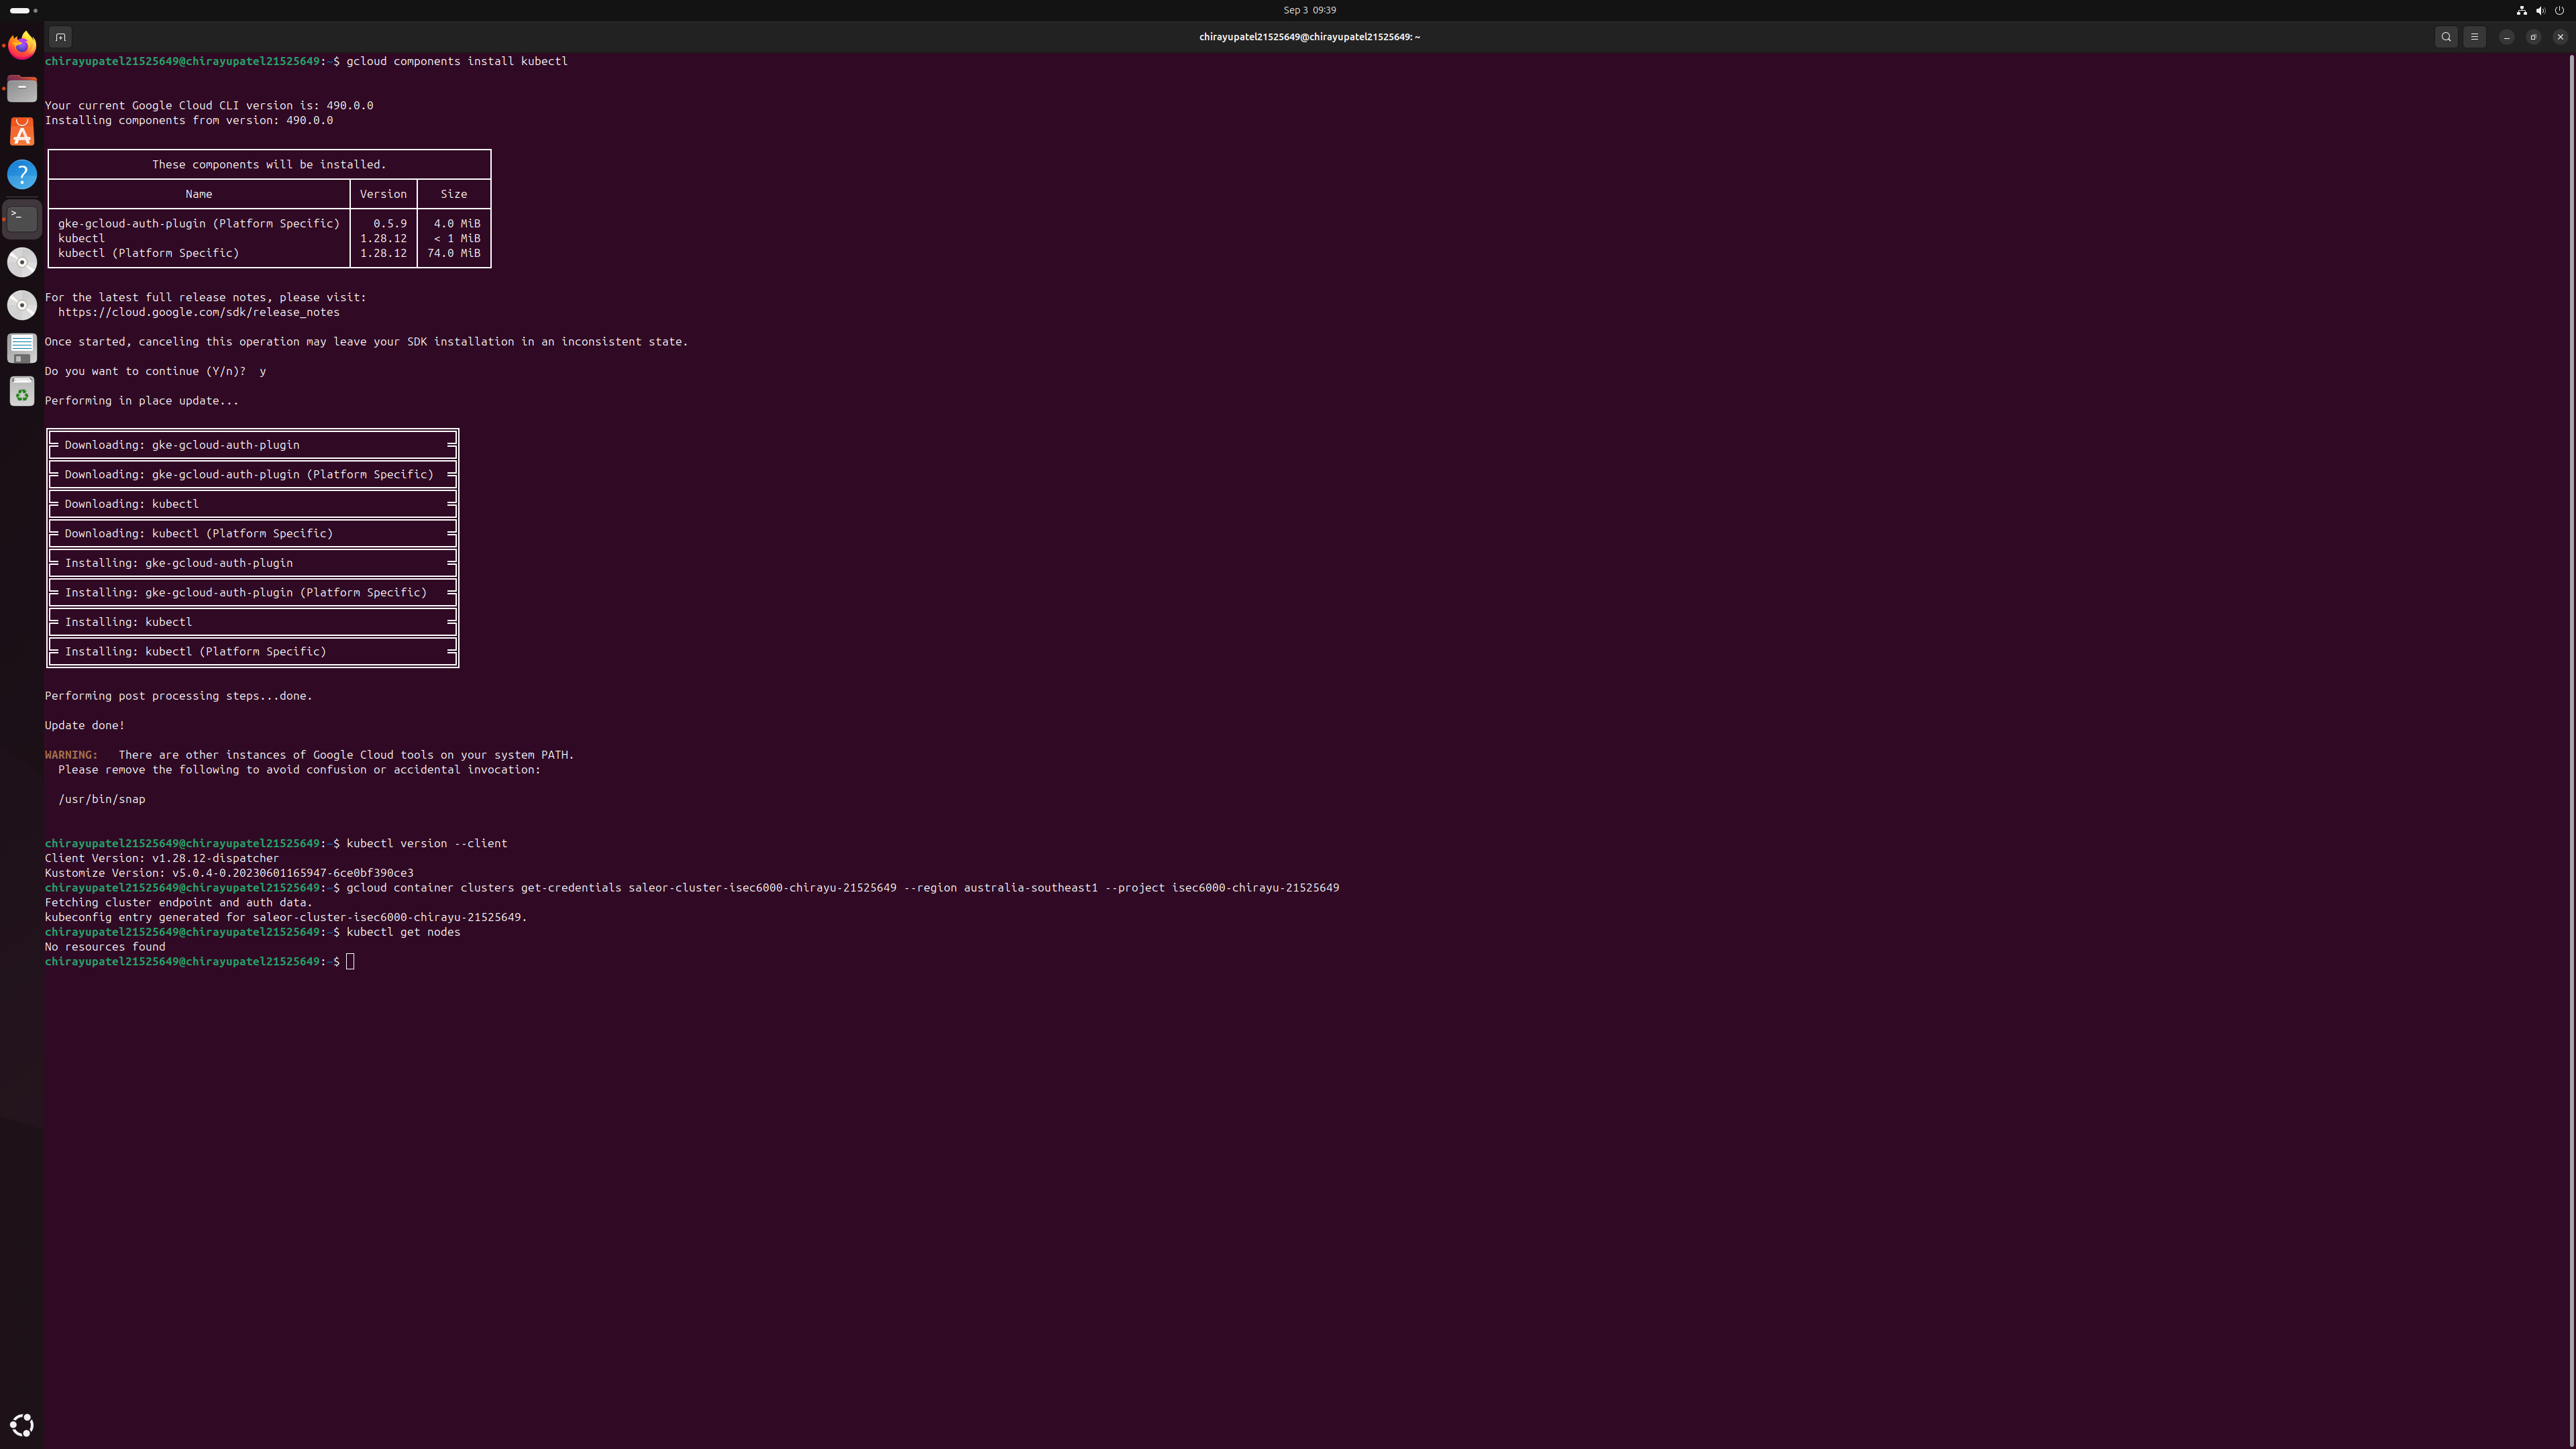 Sep 3 09:39
chirayupatel21525649@chirayupatel21525649: ~
chirayupatel21525649@chirayupatel21525649:~$ gcloud components install kubectl
Your current Google Cloud CLI version is: 490.0.0
Installing components from version: 490.0.0
These components will be installed.
Name Version Size
gke-gcloud-auth-plugin (Platform Specific) 0.5.9 4.0 MiB
kubectl 1.28.12 < 1 MiB
kubectl (Platform Specific) 1.28.12 74.0 MiB
For the latest full release notes, please visit:
https://cloud.google.com/sdk/release_notes
Once started, canceling this operation may leave your SDK installation in an inconsistent state.
Do you want to continue (Y/n)?  y
Performing in place update...
Downloading: gke-gcloud-auth-plugin
Downloading: gke-gcloud-auth-plugin (Platform Specific)
Downloading: kubectl
Downloading: kubectl (Platform Specific)
Installing: gke-gcloud-auth-plugin
Installing: gke-gcloud-auth-plugin (Platform Specific)
Installing: kubectl
Installing: kubectl (Platform Specific)
Performing post processing steps...done.
Update done!
WARNING:   There are other instances of Google Cloud tools on your system PATH.
Please remove the following to avoid confusion or accidental invocation:
/usr/bin/snap
chirayupatel21525649@chirayupatel21525649:~$ kubectl version --client
Client Version: v1.28.12-dispatcher
Kustomize Version: v5.0.4-0.20230601165947-6ce0bf390ce3
chirayupatel21525649@chirayupatel21525649:~$ gcloud container clusters get-credentials saleor-cluster-isec6000-chirayu-21525649 --region australia-southeast1 --project isec6000-chirayu-21525649
Fetching cluster endpoint and auth data.
kubeconfig entry generated for saleor-cluster-isec6000-chirayu-21525649.
chirayupatel21525649@chirayupatel21525649:~$ kubectl get nodes
No resources found
chirayupatel21525649@chirayupatel21525649:~$